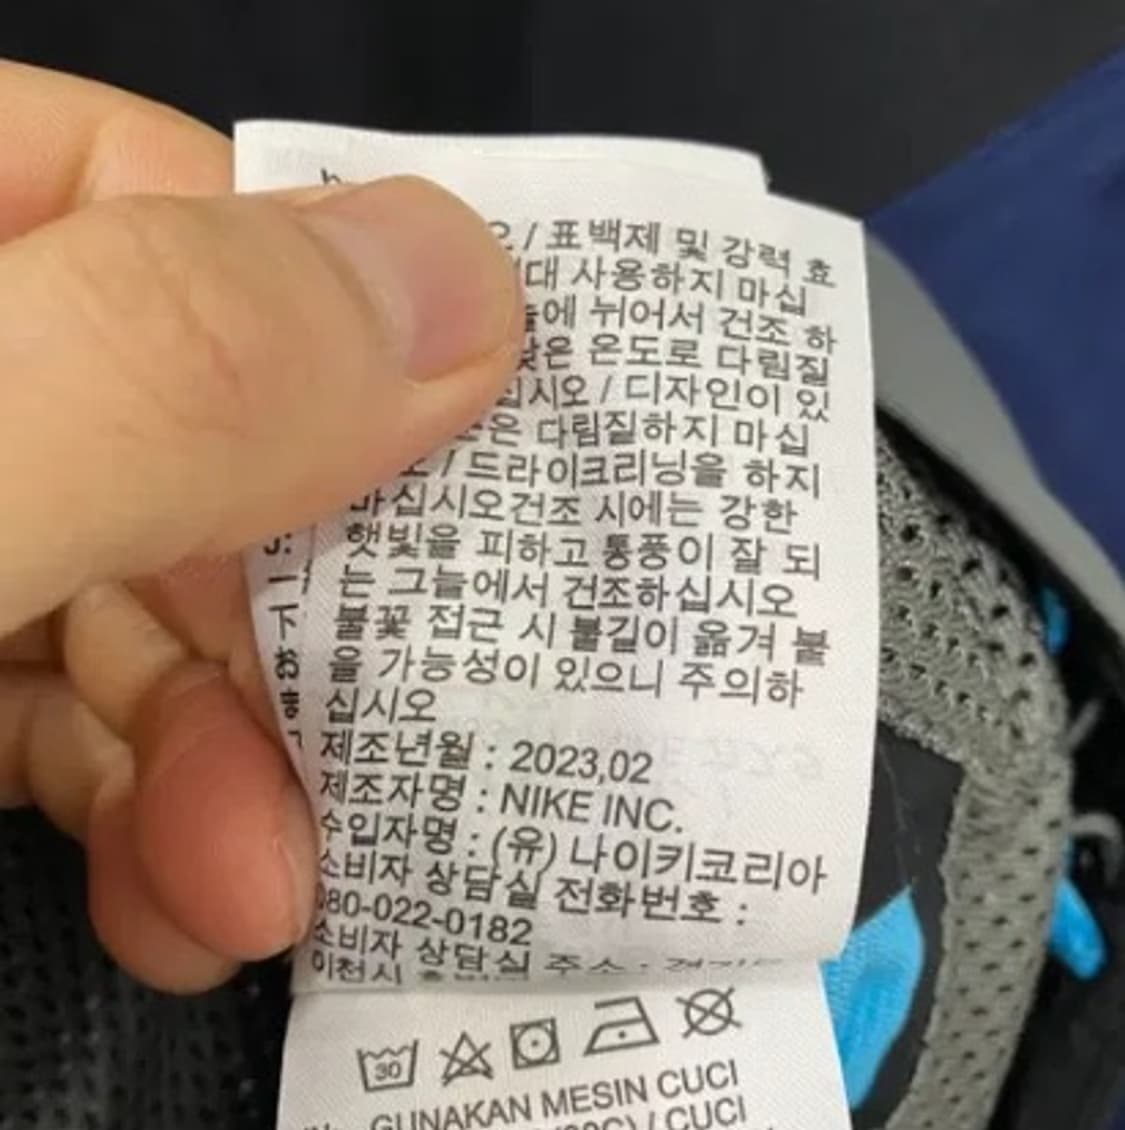 / 표백제 및 강력 효
사용하지 마십
뉘어서 건조 하
낮은 온도로 다림질
십시오 / 디자인이 있
다림질하지 마십
/ 드라이크리닝을 하지
마십시오건조 시에는 강한
햇빛을 피하고 통풍이 잘 되
는 그늘에서 건조하십시오
불꽃 접근 시 불길이 옮겨 붙
을 가능성이 있으니 주의하
십시오
제조년월 : 2023,02
제조자명 : NIKE INC.
수입자명 : (유) 나이키코리아
소비자 상담실 전화번호 :
080-022-0182
소비자 상담실 주소 : 경기도
이천시
J:
下
お
30
GUNAKAN MESIN CUCI
/ CUCI